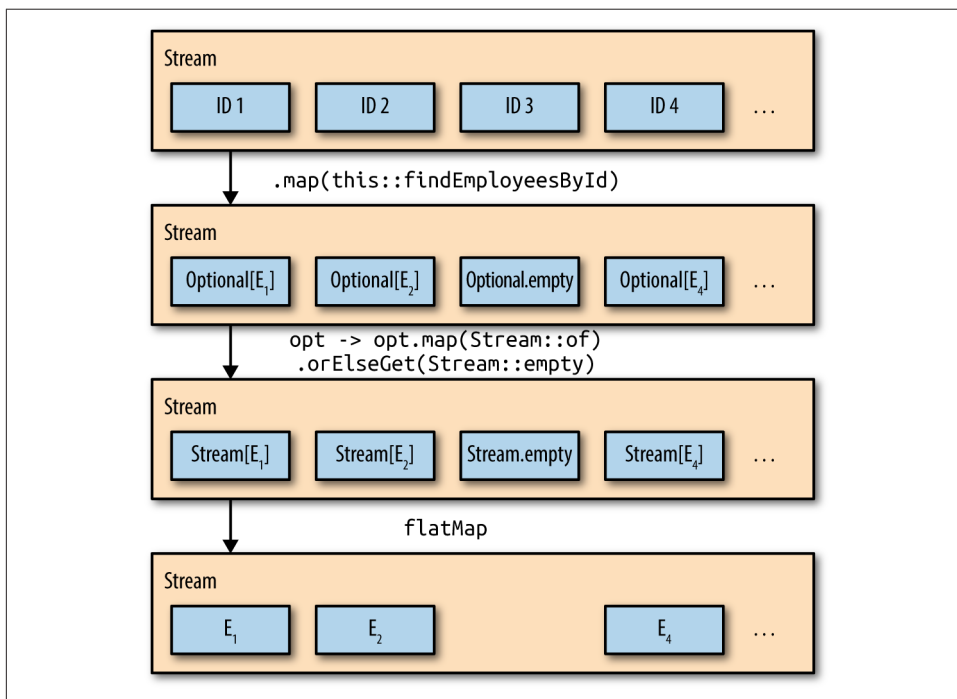 Stream
ID 1 ID 2 ID 3 ID 4 ...
.map(this::findEmployeesById)
Stream
Optional[E₁] Optional[E₂] Optional.empty Optional[E₄] ...
opt -> opt.map(Stream::of)
.orElseGet(Stream::empty)
Stream
Stream[E₁] Stream[E₂] Stream.empty Stream[E₄] ...
flatMap
Stream
E₁ E₂ E₄ ...